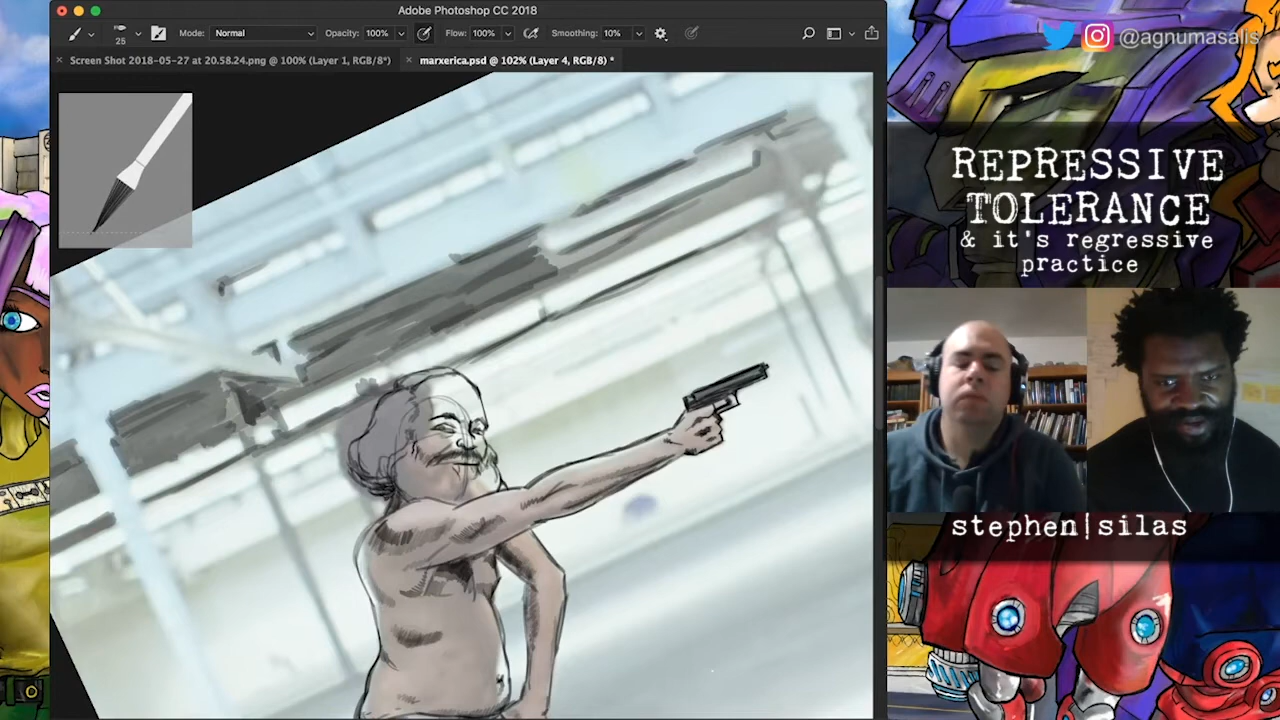 Adobe Photoshop CC 2018
25 Mode: Normal Opacity: 100% Flow: 100% Smoothing: 10%
Screen Shot 2018-05-27 at 20.58.24.png @ 100% (Layer 1, RGB/8*) marxerica.psd @ 102% (Layer 4, RGB/8) *
@agnumasalis
REPRESSIVE
TOLERANCE
& it's regressive
practice
stephen|silas